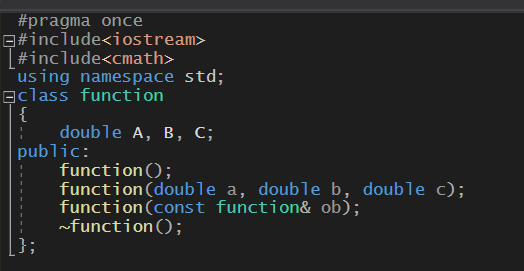 #pragma once
#include<iostream>
#include<cmath>
using namespace std;
class function
{
    double A, B, C;
public:
    function();
    function(double a, double b, double c);
    function(const function& ob);
    ~function();
};